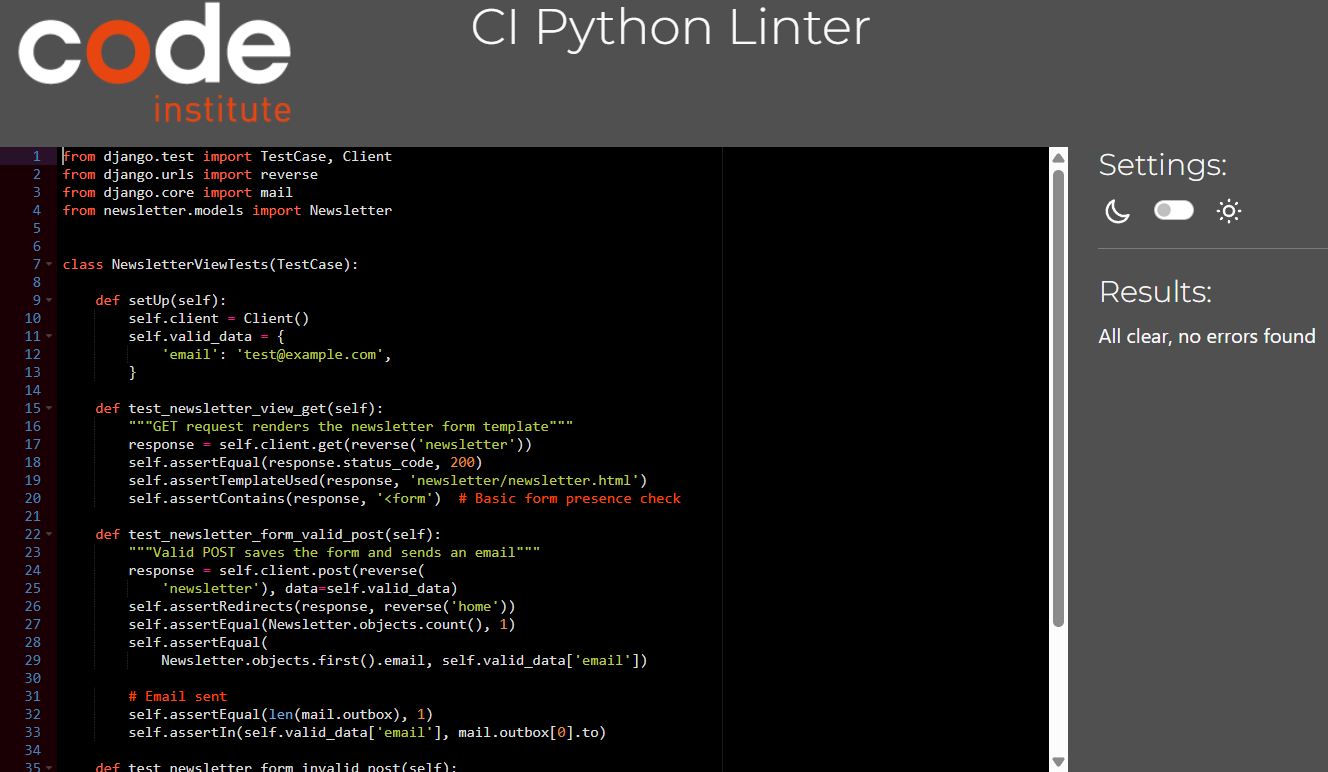 code
institute
CI Python Linter
1 from django.test import TestCase, Client
2 from django.urls import reverse
3 from django.core import mail
4 from newsletter.models import Newsletter
5
6
7 class NewsletterViewTests(TestCase):
8
9     def setUp(self):
10         self.client = Client()
11         self.valid_data = {
12             'email': 'test@example.com',
13         }
14
15     def test_newsletter_view_get(self):
16         """GET request renders the newsletter form template"""
17         response = self.client.get(reverse('newsletter'))
18         self.assertEqual(response.status_code, 200)
19         self.assertTemplateUsed(response, 'newsletter/newsletter.html')
20         self.assertContains(response, '<form')  # Basic form presence check
21
22     def test_newsletter_form_valid_post(self):
23         """Valid POST saves the form and sends an email"""
24         response = self.client.post(reverse(
25             'newsletter'), data=self.valid_data)
26         self.assertRedirects(response, reverse('home'))
27         self.assertEqual(Newsletter.objects.count(), 1)
28         self.assertEqual(
29             Newsletter.objects.first().email, self.valid_data['email'])
30
31         # Email sent
32         self.assertEqual(len(mail.outbox), 1)
33         self.assertIn(self.valid_data['email'], mail.outbox[0].to)
34
35     def test_newsletter_form_invalid_post(self):
Settings:
Results:
All clear, no errors found